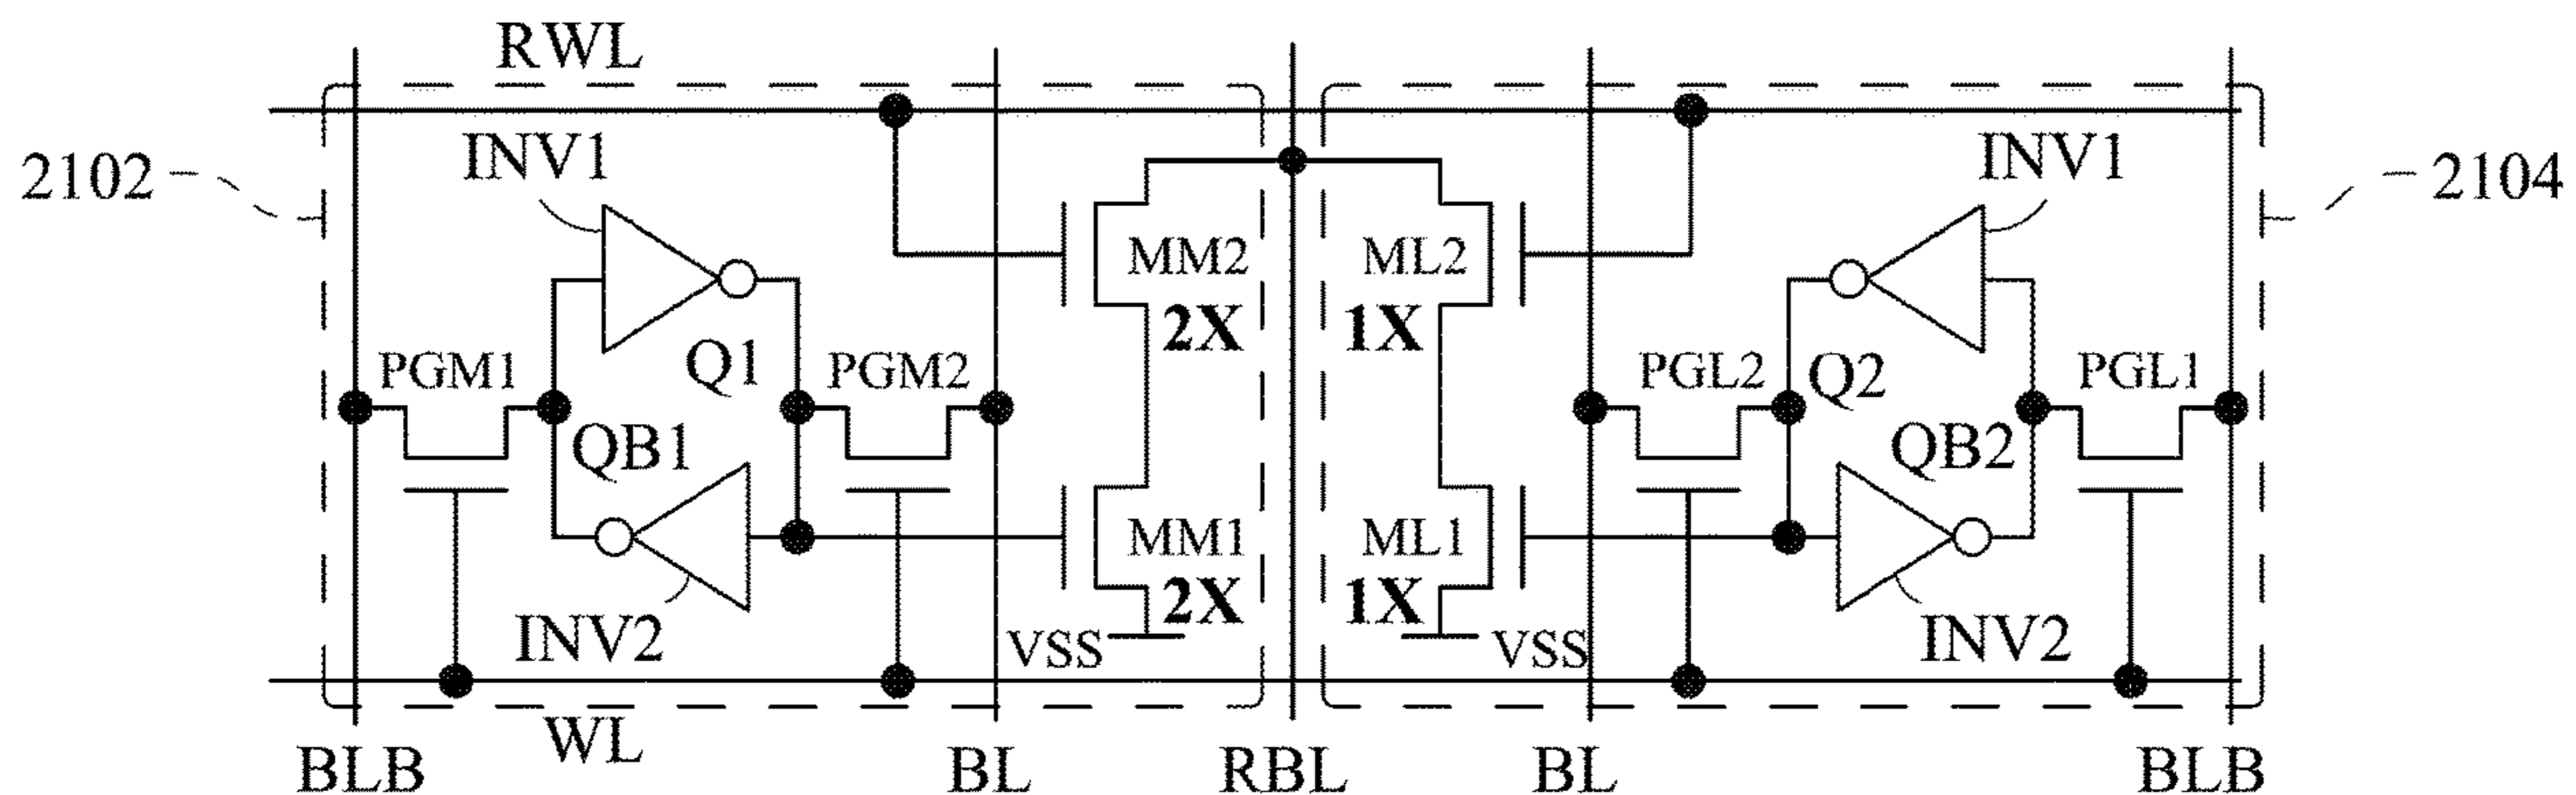 RWL
INV1
INV1
2102
2104
MM2
ML2
2X
1X
PGM1
Q1
PGM2
PGL2
Q2
PGL1
QB1
QB2
MM1
ML1
2X
1X
INV2
VSS
VSS
INV2
WL
BLB
BL
RBL
BL
BLB